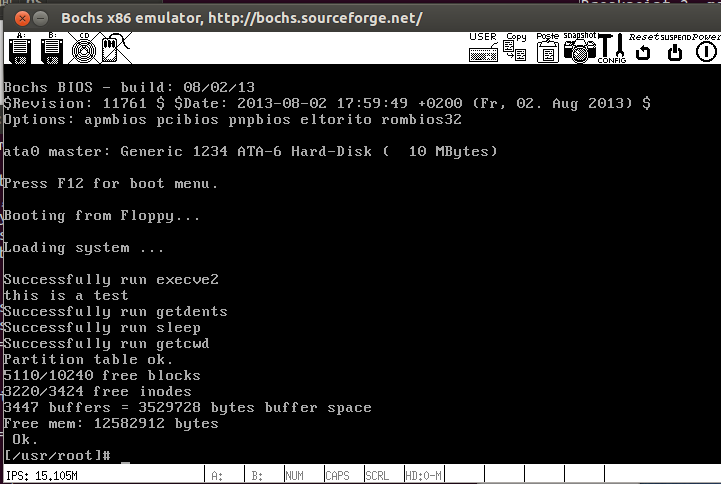 Bochs x86 emulator, http://bochs.sourceforge.net/
A: B: CD USER Copy Paste snapshot CONFIG Reset SUSPEND Power
Bochs BIOS - build: 08/02/13
$Revision: 11761 $ $Date: 2013-08-02 17:59:49 +0200 (Fr, 02. Aug 2013) $
Options: apmbios pcibios pnpbios eltorito rombios32
ata0 master: Generic 1234 ATA-6 Hard-Disk (  10 MBytes)
Press F12 for boot menu.
Booting from Floppy...
Loading system ...
Successfully run execve2
this is a test
Successfully run getdents
Successfully run sleep
Successfully run getcwd
Partition table ok.
5110/10240 free blocks
3220/3424 free inodes
3447 buffers = 3529728 bytes buffer space
Free mem: 12582912 bytes
 Ok.
[/usr/root]# _
IPS: 15.105M A: B: NUM CAPS SCRL HD:0-M